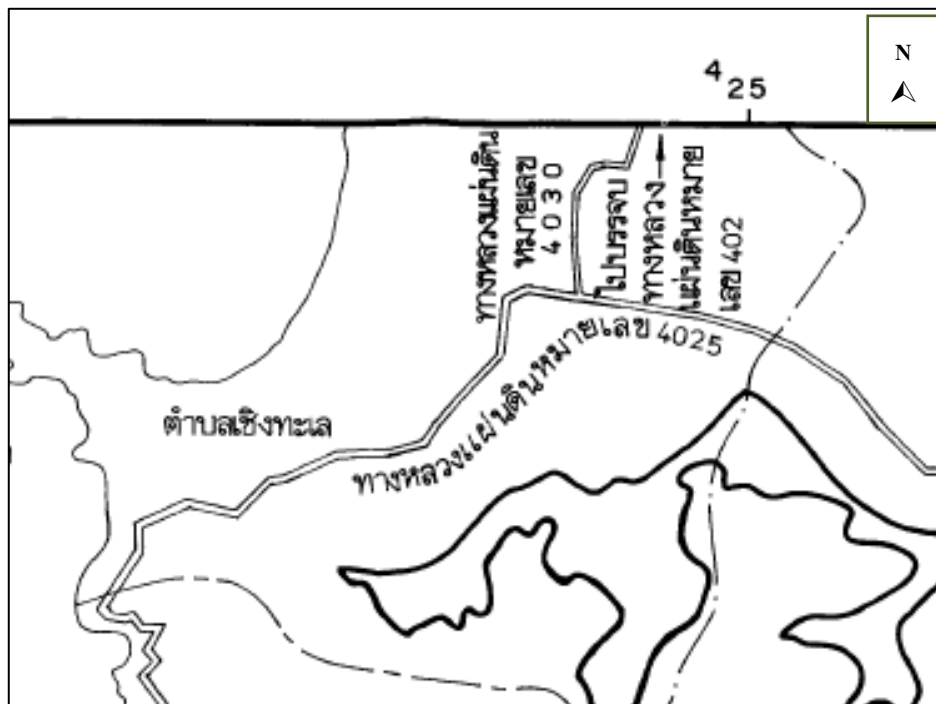 N
4
25
ทางหลวงแผ่นดิน
หมายเลข
4030
ไปบรรจบ
ทางหลวง
แผ่นดินหมาย
เลข 402
ทางหลวงแผ่นดินหมายเลข 4025
ตำบลเชิงทะเล